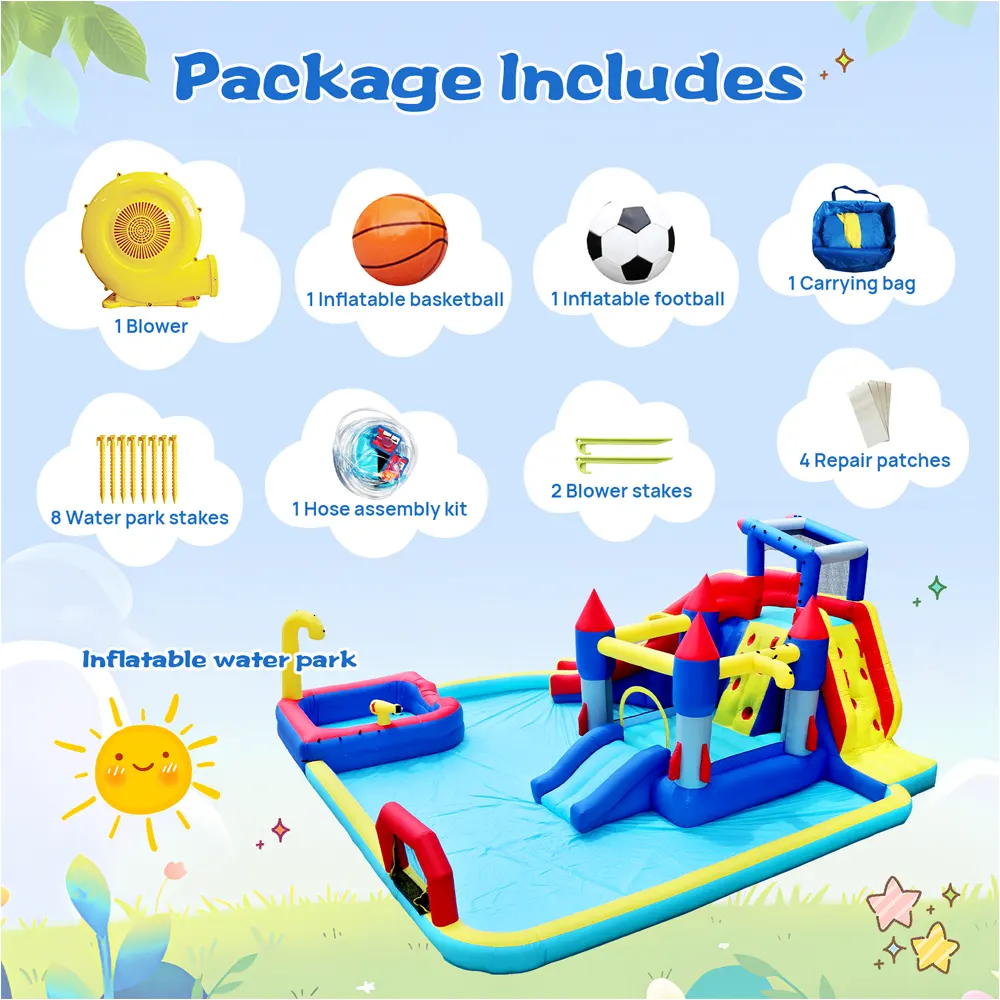 Package Includes
1 Blower
1 Inflatable basketball
1 Inflatable football
1 Carrying bag
8 Water park stakes
1 Hose assembly kit
2 Blower stakes
4 Repair patches
Inflatable water park